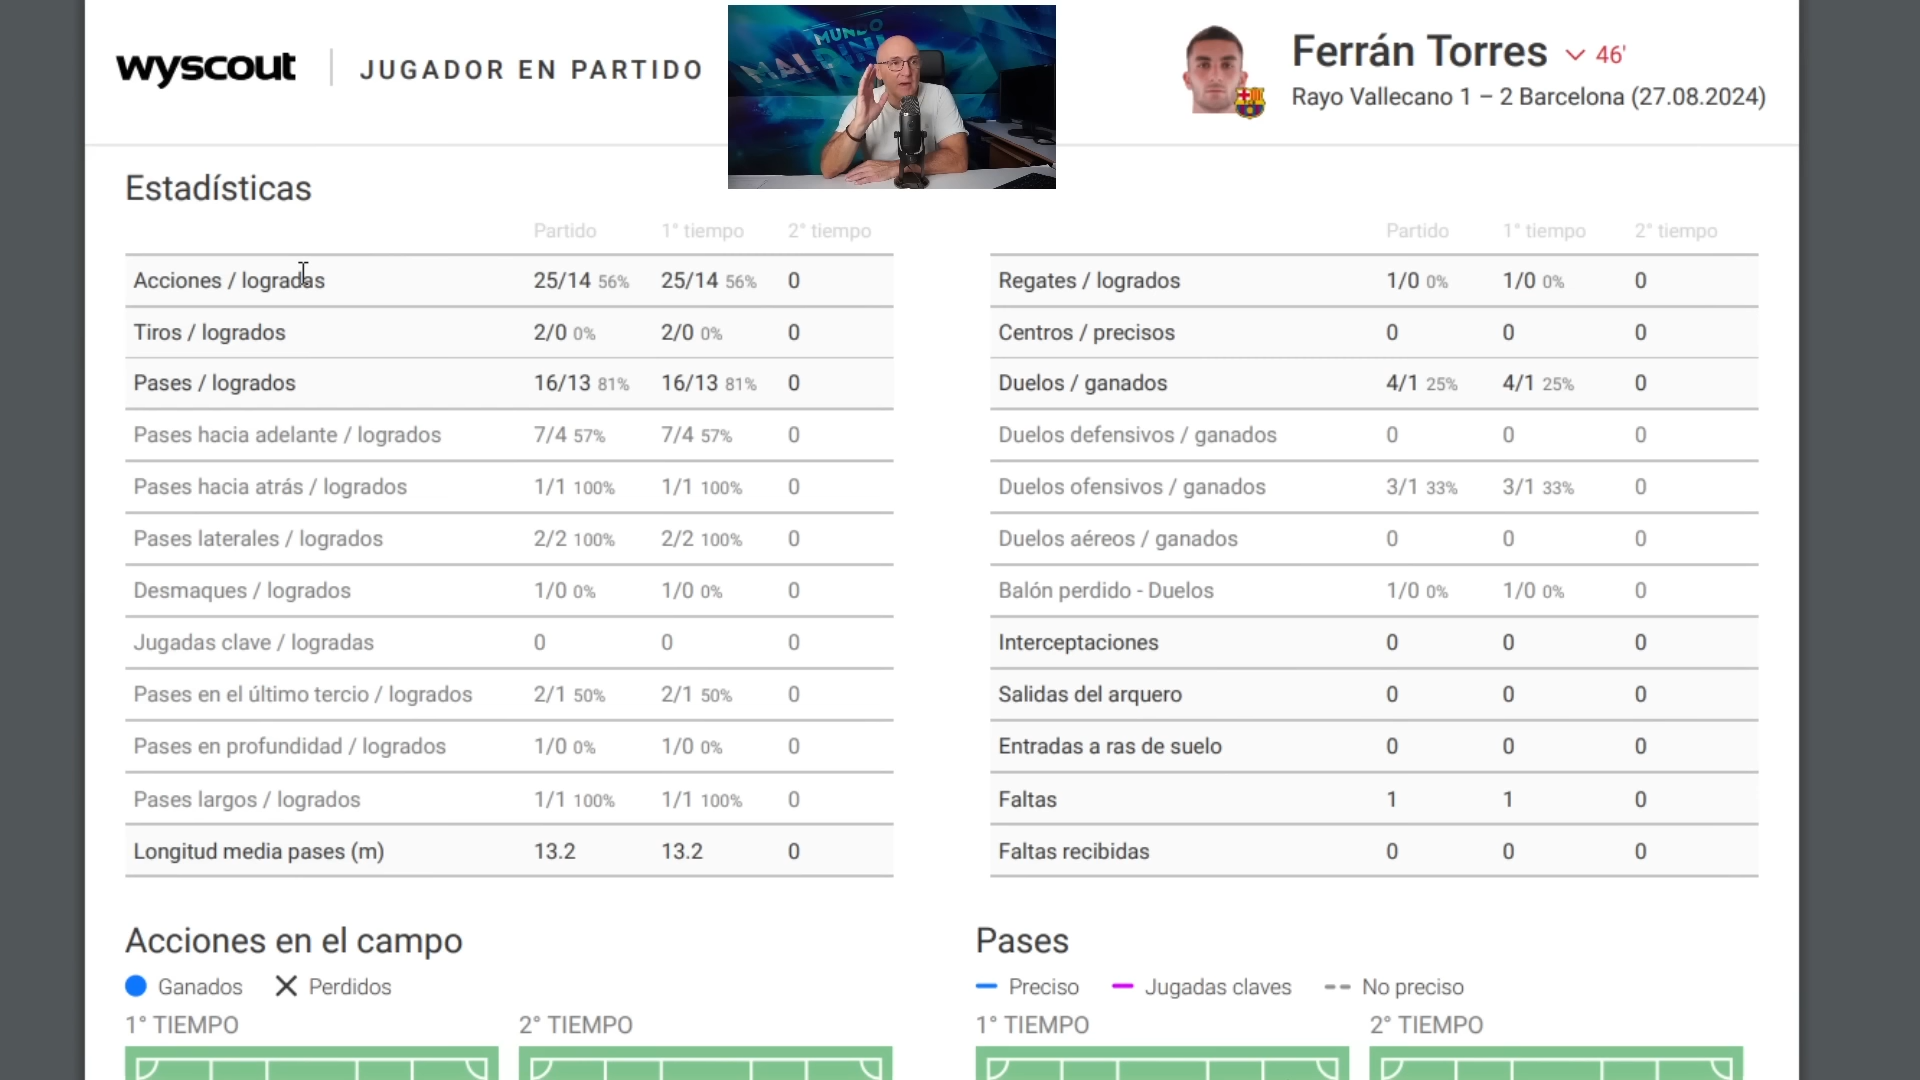 wyscout
JUGADOR EN PARTIDO
MUNDO
MALDINI
Ferrán Torres 46'
Rayo Vallecano 1 – 2 Barcelona (27.08.2024)
Estadísticas
Partido 1° tiempo 2° tiempo
Acciones / logradas 25/14 56% 25/14 56% 0
Tiros / logrados 2/0 0% 2/0 0% 0
Pases / logrados 16/13 81% 16/13 81% 0
Pases hacia adelante / logrados 7/4 57% 7/4 57% 0
Pases hacia atrás / logrados 1/1 100% 1/1 100% 0
Pases laterales / logrados 2/2 100% 2/2 100% 0
Desmaques / logrados 1/0 0% 1/0 0% 0
Jugadas clave / logradas 0 0 0
Pases en el último tercio / logrados 2/1 50% 2/1 50% 0
Pases en profundidad / logrados 1/0 0% 1/0 0% 0
Pases largos / logrados 1/1 100% 1/1 100% 0
Longitud media pases (m) 13.2 13.2 0
Partido 1° tiempo 2° tiempo
Regates / logrados 1/0 0% 1/0 0% 0
Centros / precisos 0 0 0
Duelos / ganados 4/1 25% 4/1 25% 0
Duelos defensivos / ganados 0 0 0
Duelos ofensivos / ganados 3/1 33% 3/1 33% 0
Duelos aéreos / ganados 0 0 0
Balón perdido - Duelos 1/0 0% 1/0 0% 0
Interceptaciones 0 0 0
Salidas del arquero 0 0 0
Entradas a ras de suelo 0 0 0
Faltas 1 1 0
Faltas recibidas 0 0 0
Acciones en el campo
Ganados Perdidos
1° TIEMPO 2° TIEMPO
Pases
Preciso Jugadas claves No preciso
1° TIEMPO 2° TIEMPO